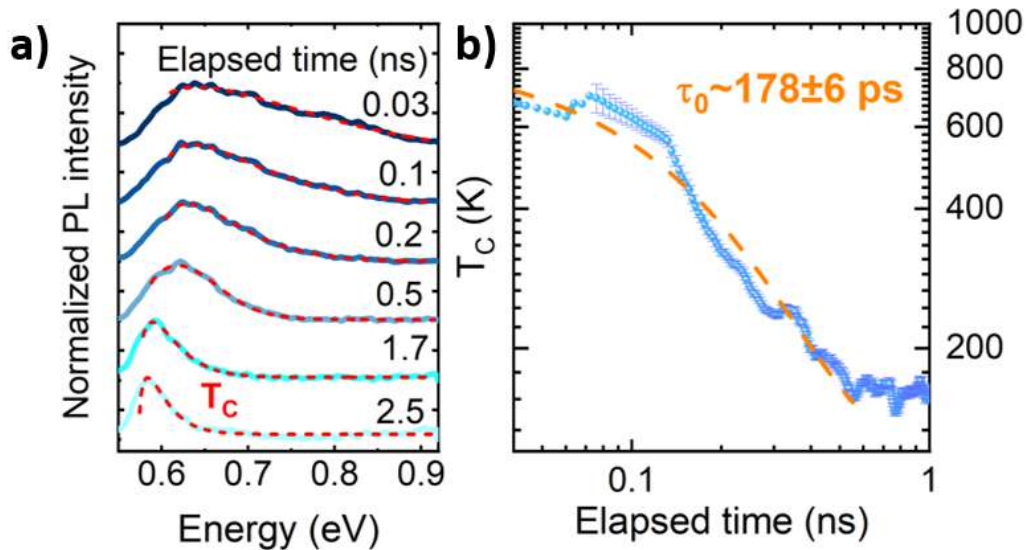 a)
Normalized PL intensity
Elapsed time (ns)
0.03
0.1
0.2
0.5
1.7
2.5
T_C
0.6 0.7 0.8 0.9
Energy (eV)
b)
τ₀~178±6 ps
T_C (K)
1000
800
600
400
200
0.1 1
Elapsed time (ns)